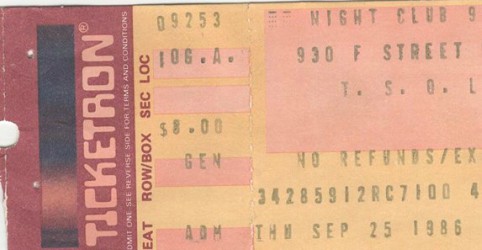 TICKETRON
ADMIT ONE. SEE REVERSE SIDE FOR TERMS AND CONDITIONS
SEAT ROW/BOX SEC LOC
09253
G.A.
$8.00
GEN
ADM
NIGHT CLUB 9
930 F STREET
T. S. O. L
NO REFUNDS/EX
34285912RC7100 4
THU SEP 25 1986